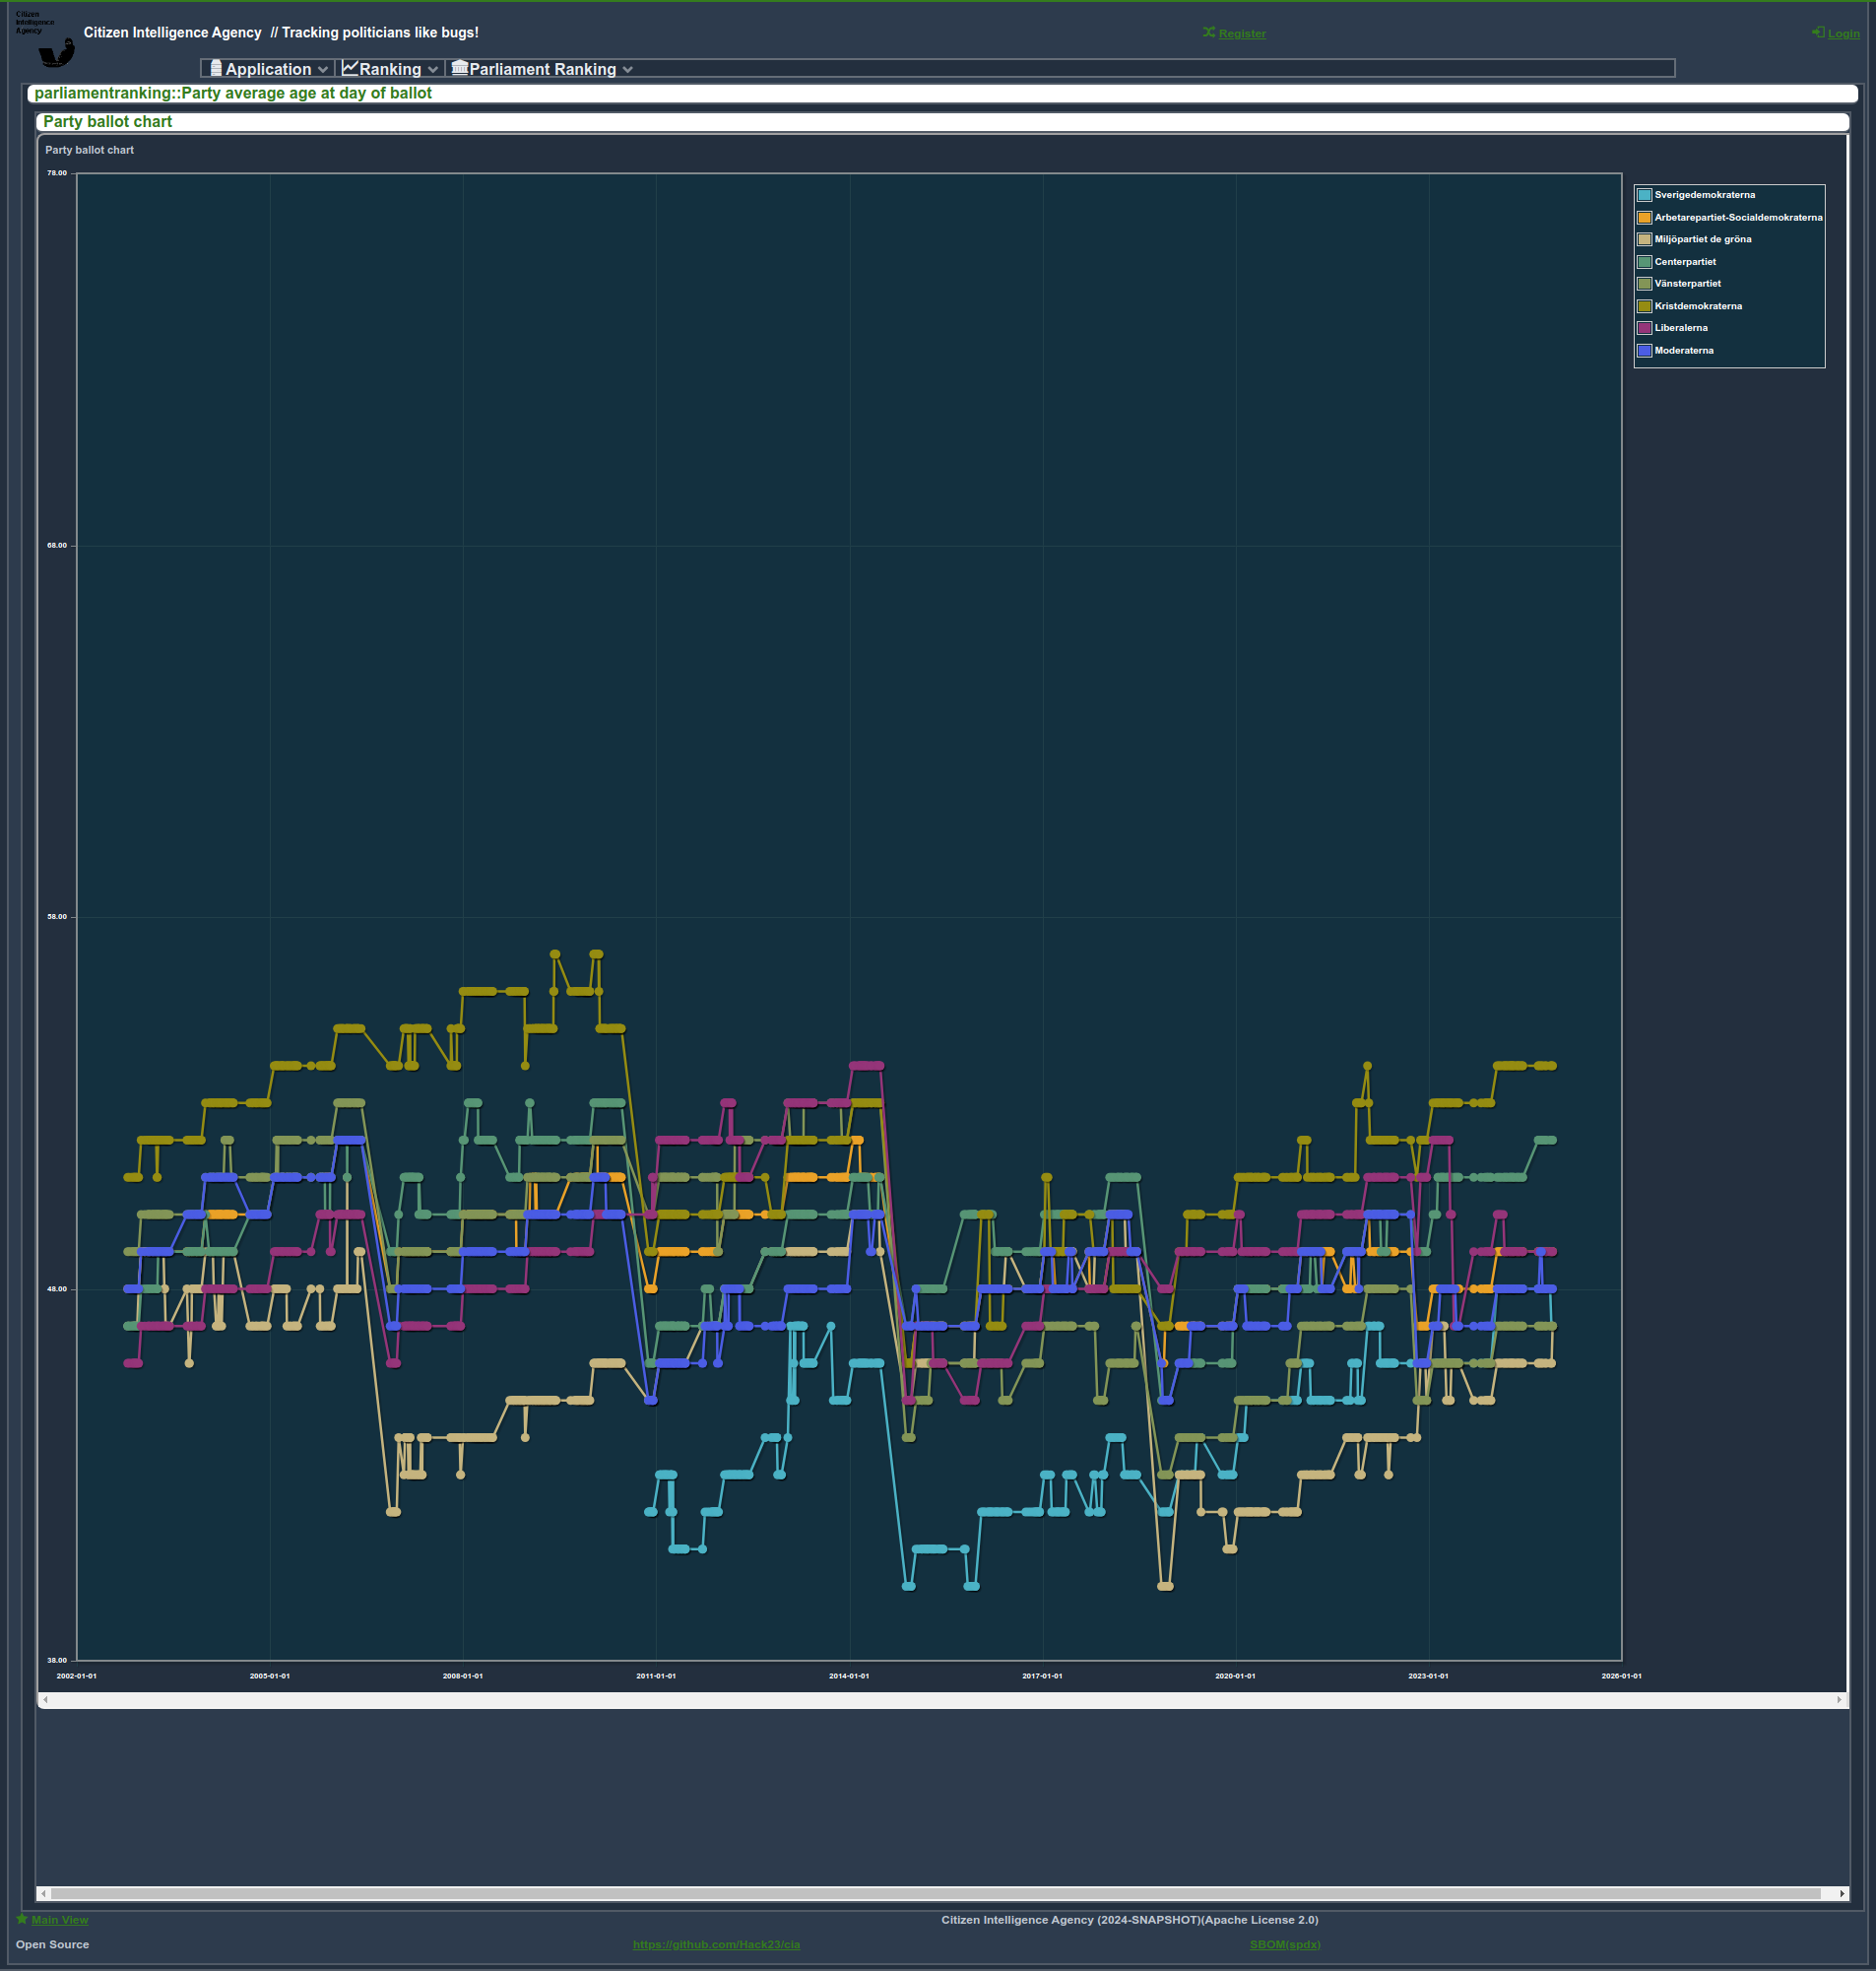 Citizen
Intelligence
Agency
Citizen Intelligence Agency // Tracking politicians like bugs!
Register
Login
Application
Ranking
Parliament Ranking
parliamentranking::Party average age at day of ballot
Party ballot chart
Party ballot chart
78.00
68.00
58.00
48.00
38.00
2002-01-01
2005-01-01
2008-01-01
2011-01-01
2014-01-01
2017-01-01
2020-01-01
2023-01-01
2026-01-01
Sverigedemokraterna
Arbetarepartiet-Socialdemokraterna
Miljöpartiet de gröna
Centerpartiet
Vänsterpartiet
Kristdemokraterna
Liberalerna
Moderaterna
Main View
Citizen Intelligence Agency (2024-SNAPSHOT)(Apache License 2.0)
Open Source
https://github.com/Hack23/cia
SBOM(spdx)